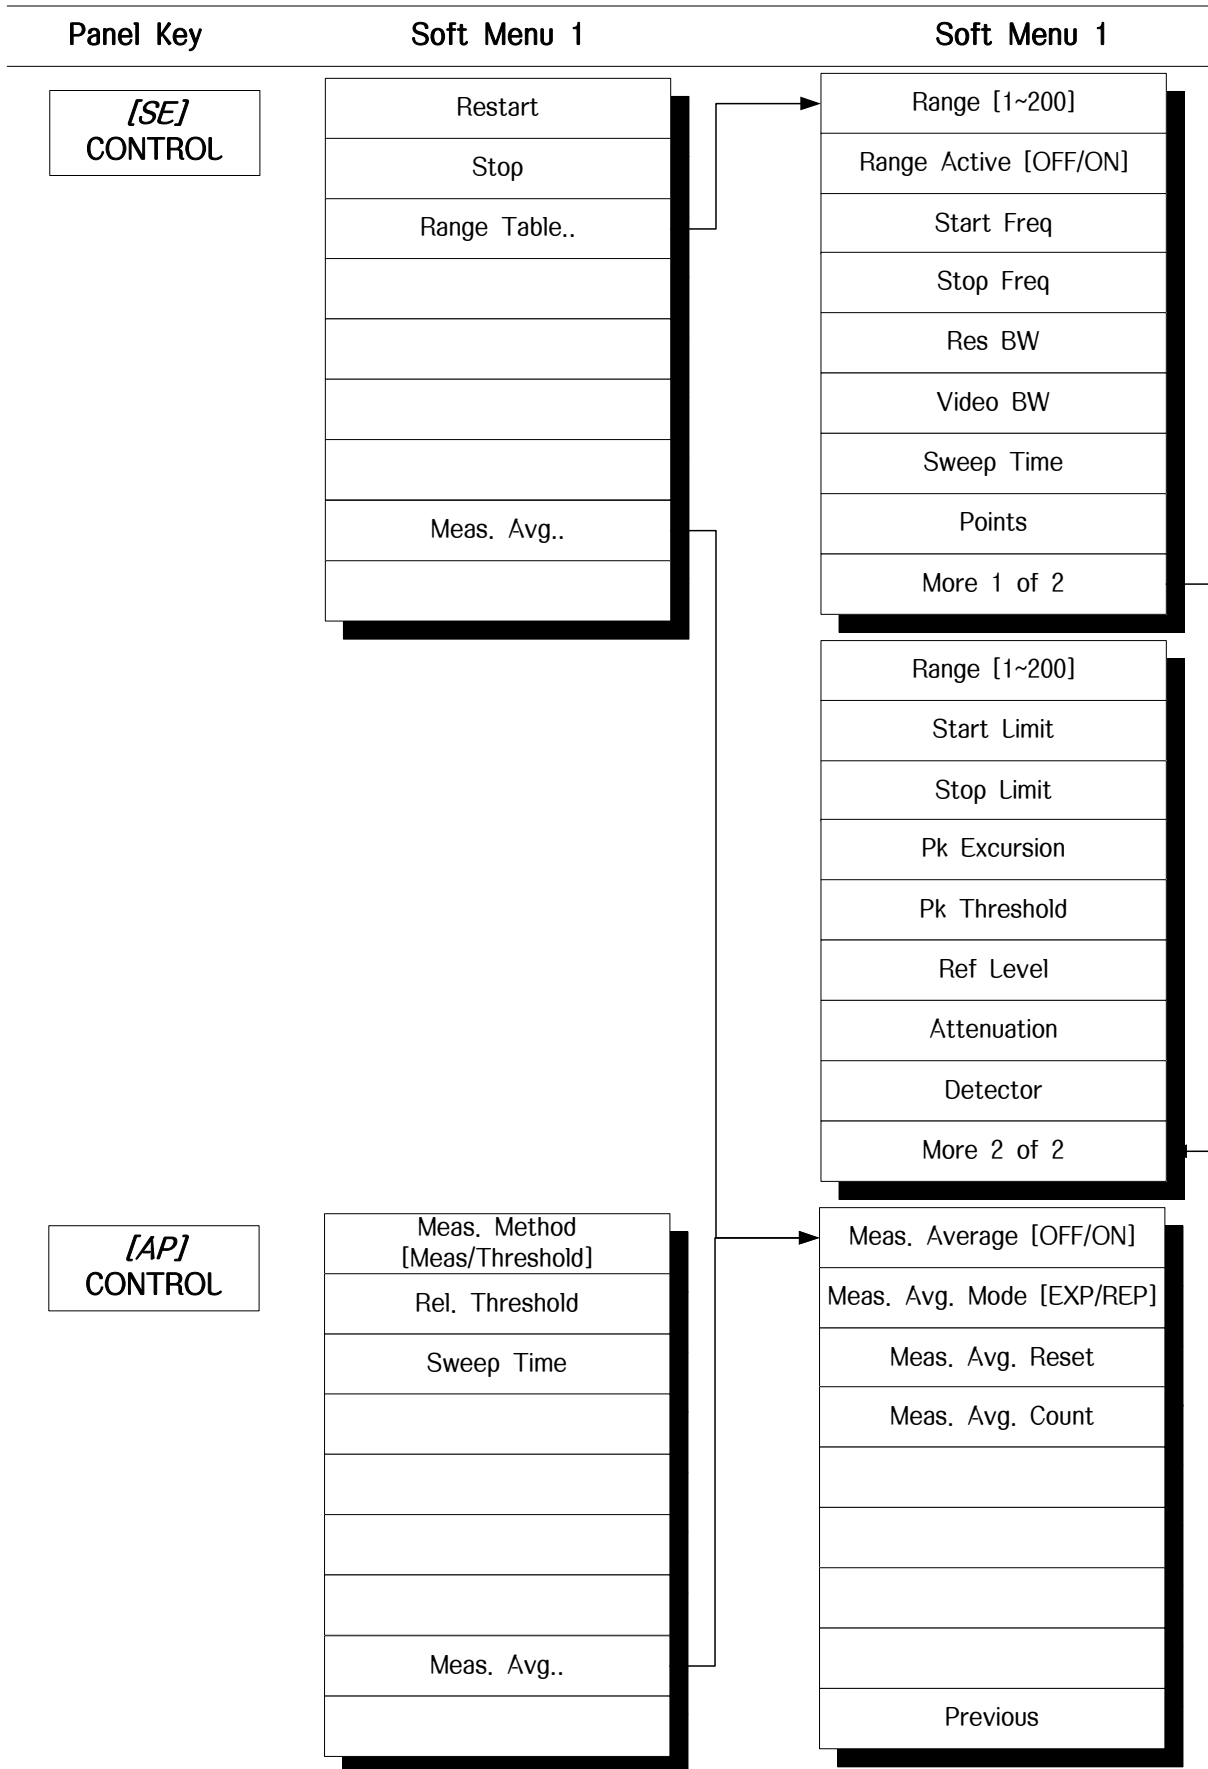 Panel Key
Soft Menu 1
Soft Menu 1
[SE]
CONTROL
Restart
Stop
Range Table..
Meas. Avg..
Range [1~200]
Range Active [OFF/ON]
Start Freq
Stop Freq
Res BW
Video BW
Sweep Time
Points
More 1 of 2
Range [1~200]
Start Limit
Stop Limit
Pk Excursion
Pk Threshold
Ref Level
Attenuation
Detector
More 2 of 2
[AP]
CONTROL
Meas. Method
[Meas/Threshold]
Rel. Threshold
Sweep Time
Meas. Avg..
Meas. Average [OFF/ON]
Meas. Avg. Mode [EXP/REP]
Meas. Avg. Reset
Meas. Avg. Count
Previous